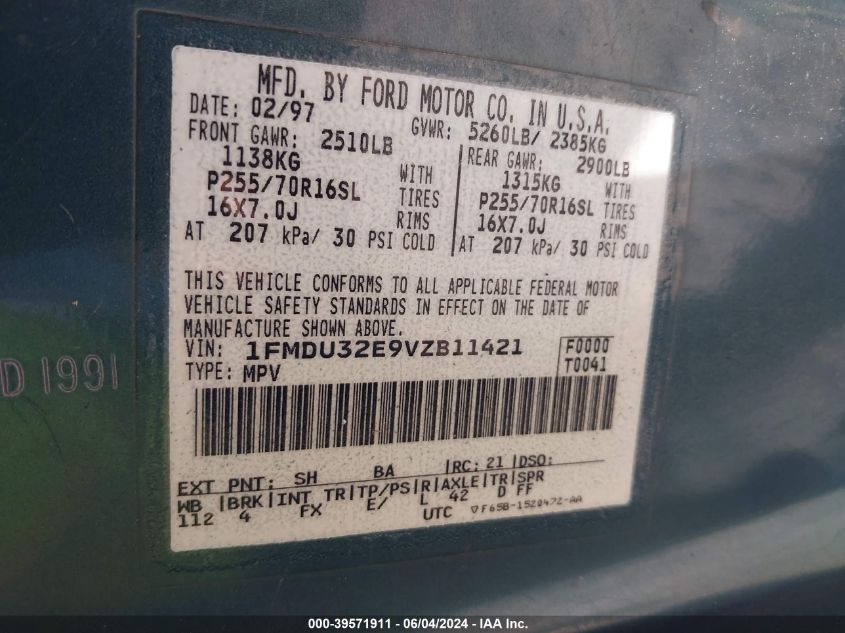 MFD. BY FORD MOTOR CO. IN U.S.A.
DATE: 02/97 GVWR: 5260LB/ 2385KG
FRONT GAWR: 2510LB REAR GAWR: 2900LB
1138KG WITH 1315KG WITH
P255/70R16SL TIRES P255/70R16SL TIRES
16X7.0J RIMS 16X7.0J RIMS
AT 207 kPa/ 30 PSI COLD AT 207 kPa/ 30 PSI COLD
THIS VEHICLE CONFORMS TO ALL APPLICABLE FEDERAL MOTOR
VEHICLE SAFETY STANDARDS IN EFFECT ON THE DATE OF
MANUFACTURE SHOWN ABOVE.
VIN: 1FMDU32E9VZB11421 F0000
TYPE: MPV T0041
D 1991
EXT PNT: SH BA RC: 21 DSO:
WB BRK INT TR TP/PS R AXLE TR SPR
112 4 FX E/ L 42 D FF
UTC F65B-1520472-AA
000-39571911 - 06/04/2024 - IAAI INC.